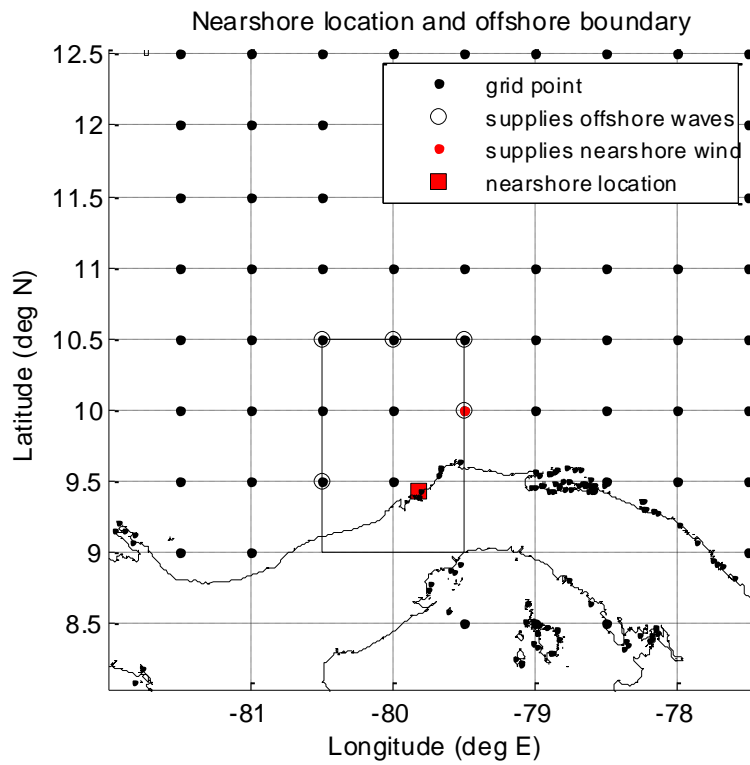 Nearshore location and offshore boundary
12.5
12
11.5
11
10.5
10
9.5
9
8.5
Latitude (deg N)
grid point
supplies offshore waves
supplies nearshore wind
nearshore location
-81
-80
-79
-78
Longitude (deg E)